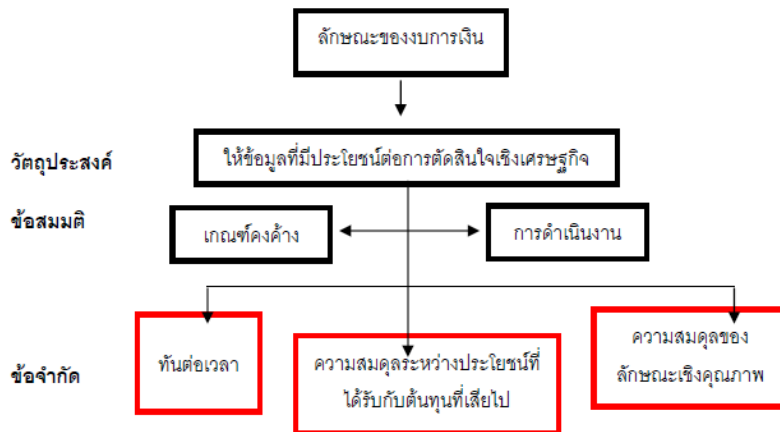 ลักษณะของงบการเงิน
วัตถุประสงค์
ให้ข้อมูลที่มีประโยชน์ต่อการตัดสินใจเชิงเศรษฐกิจ
ข้อสมมติ
เกณฑ์คงค้าง
การดำเนินงาน
ข้อจำกัด
ทันต่อเวลา
ความสมดุลระหว่างประโยชน์ที่
ได้รับกับต้นทุนที่เสียไป
ความสมดุลของ
ลักษณะเชิงคุณภาพ